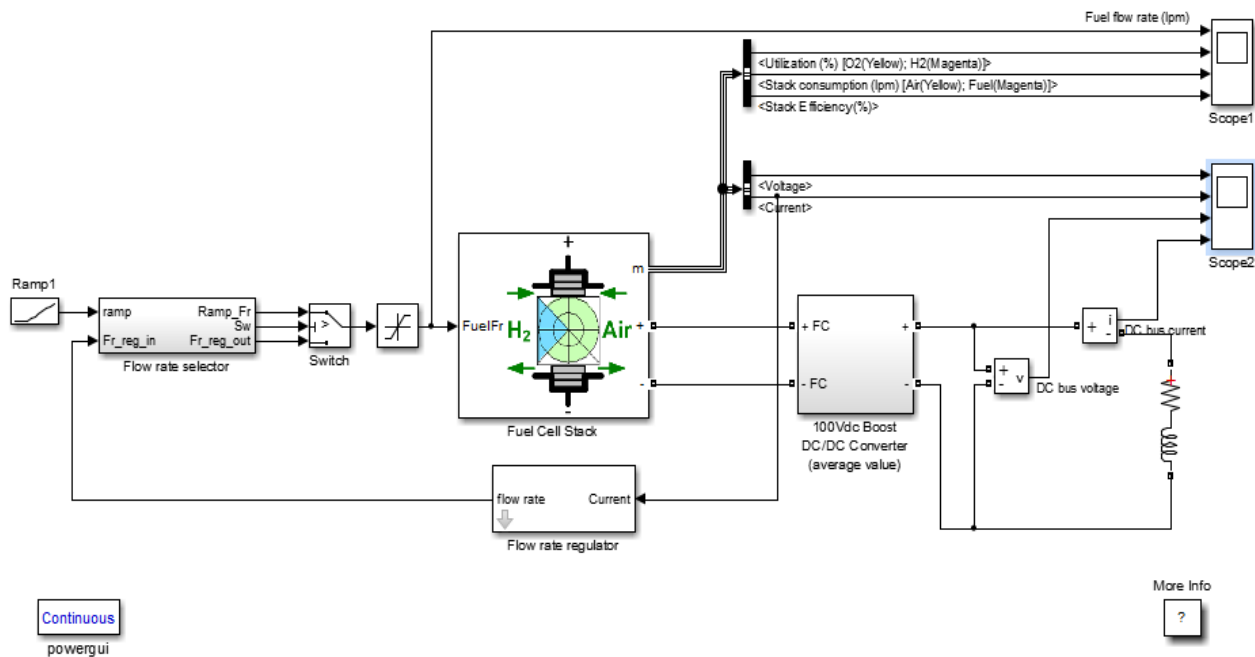 Fuel flow rate (lpm)
<Utilization (%) [O2(Yellow); H2(Magenta)]>
<Stack consumption (lpm) [Air(Yellow); Fuel(Magenta)]>
<Stack Efficiency(%)>
Scope1
<Voltage>
<Current>
Scope2
+
m
Ramp1
ramp
Fr_reg_in
Ramp_Fr
Sw
Fr_reg_out
Flow rate selector
>
Switch
FuelFr
H2
Air
+
-
-
Fuel Cell Stack
+ FC
- FC
+
-
100Vdc Boost
DC/DC Converter
(average value)
+
i
-
DC bus current
+
-
v
DC bus voltage
flow rate
Current
Flow rate regulator
Continuous
powergui
More Info
?